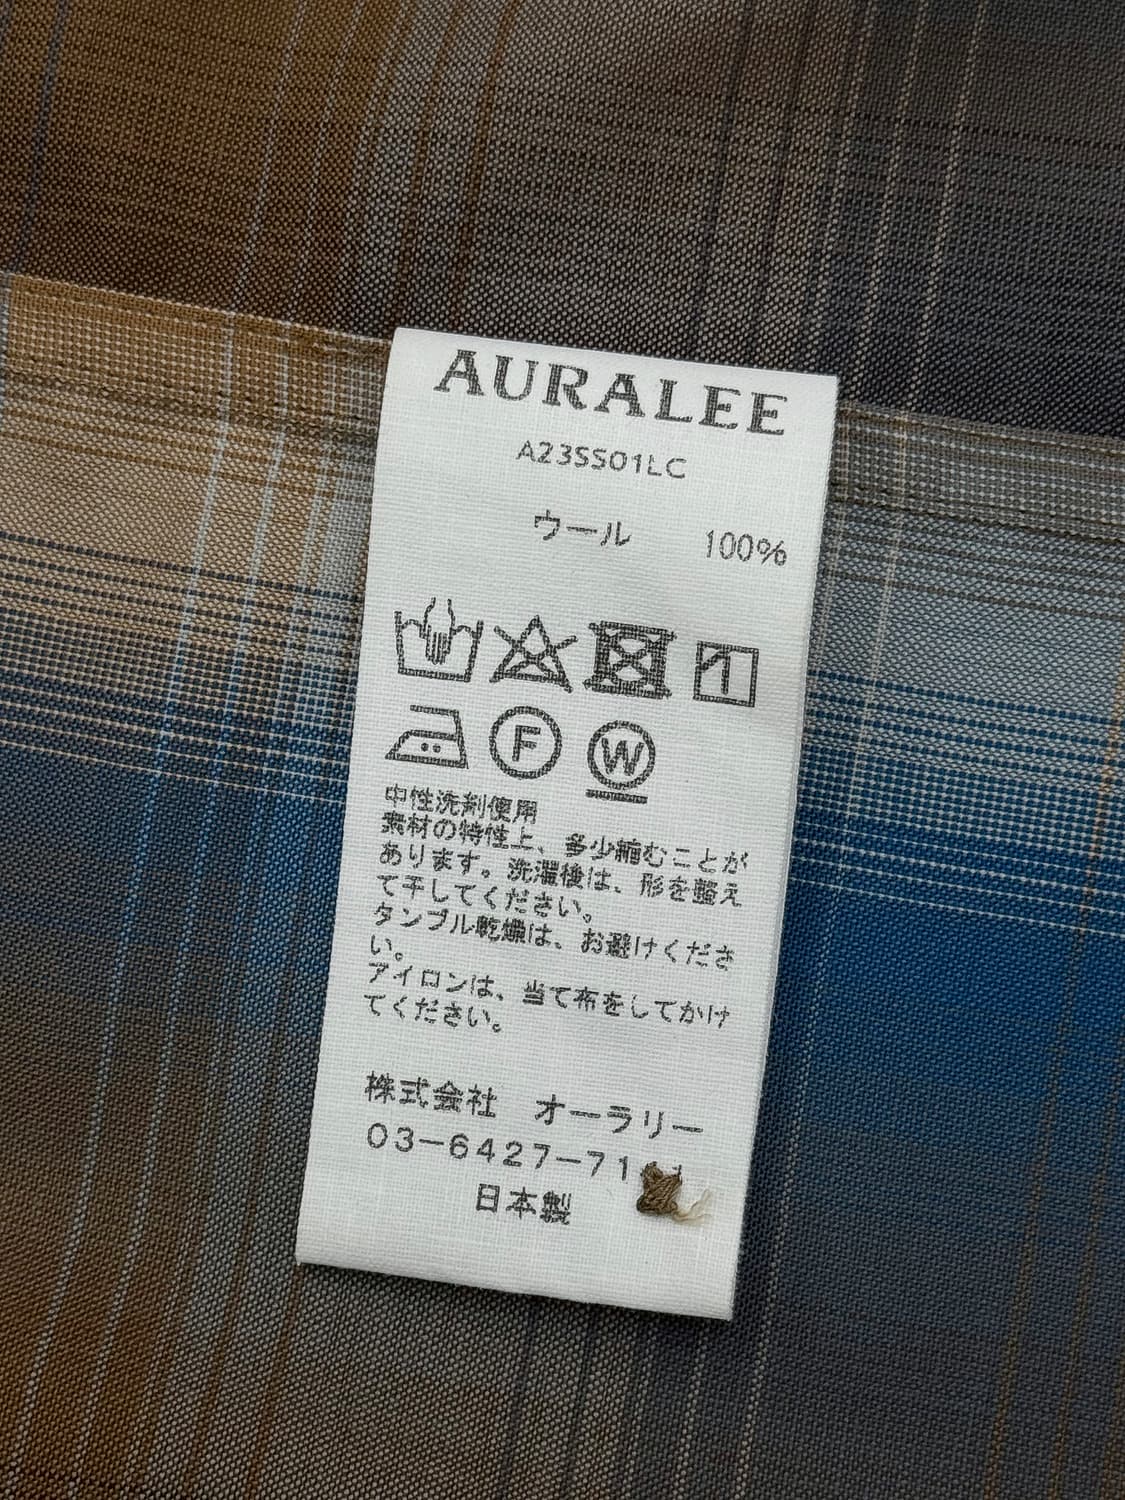 AURALEE
A23SS01LC
ウール 100%
F W
中性洗剤使用
素材の特性上、多少縮むことが
あります。洗濯後は、形を整え
て干してください。
タンブル乾燥は、お避けくださ
い。
アイロンは、当て布をしてかけ
てください。
株式会社 オーラリー
03-6427-71
日本製